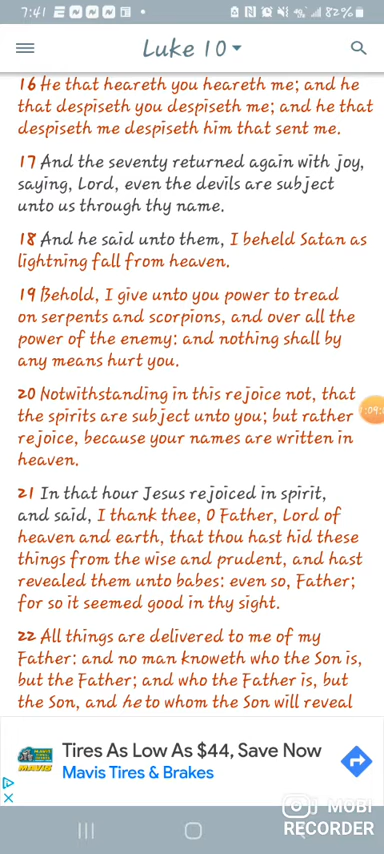 7:41
82%
Luke 10
16 He that heareth you heareth me; and he
that despiseth you despiseth me; and he that
despiseth me despiseth him that sent me.
17 And the seventy returned again with joy,
saying, Lord, even the devils are subject
unto us through thy name.
18 And he said unto them, I beheld Satan as
lightning fall from heaven.
19 Behold, I give unto you power to tread
on serpents and scorpions, and over all the
power of the enemy: and nothing shall by
any means hurt you.
20 Notwithstanding in this rejoice not, that
the spirits are subject unto you; but rather
rejoice, because your names are written in
heaven.
21 In that hour Jesus rejoiced in spirit,
and said, I thank thee, O Father, Lord of
heaven and earth, that thou hast hid these
things from the wise and prudent, and hast
revealed them unto babes: even so, Father;
for so it seemed good in thy sight.
22 All things are delivered to me of my
Father: and no man knoweth who the Son is,
but the Father; and who the Father is, but
the Son, and he to whom the Son will reveal
Tires As Low As $44, Save Now
Mavis Tires & Brakes
MAVIS
MOBI
RECORDER